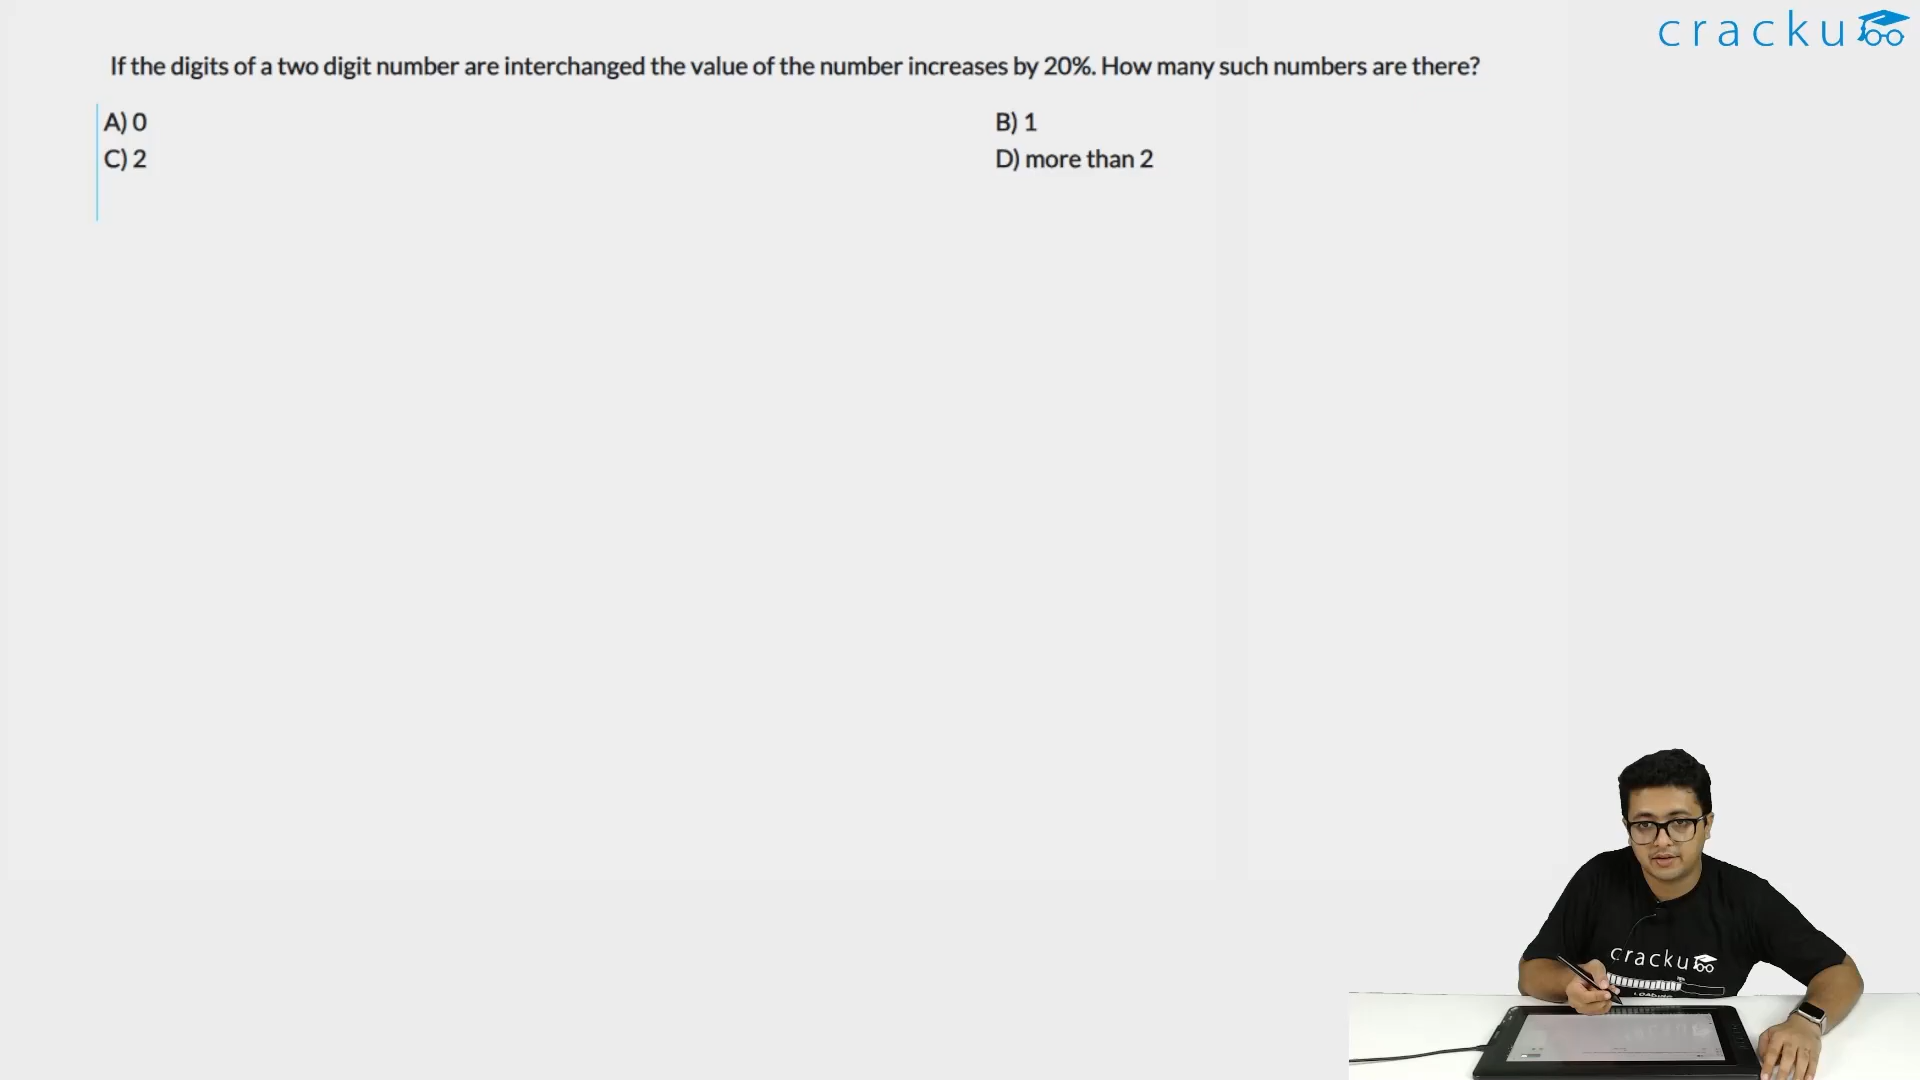 cracku
If the digits of a two digit number are interchanged the value of the number increases by 20%. How many such numbers are there?
A) 0
B) 1
C) 2
D) more than 2
cracku
LOADING